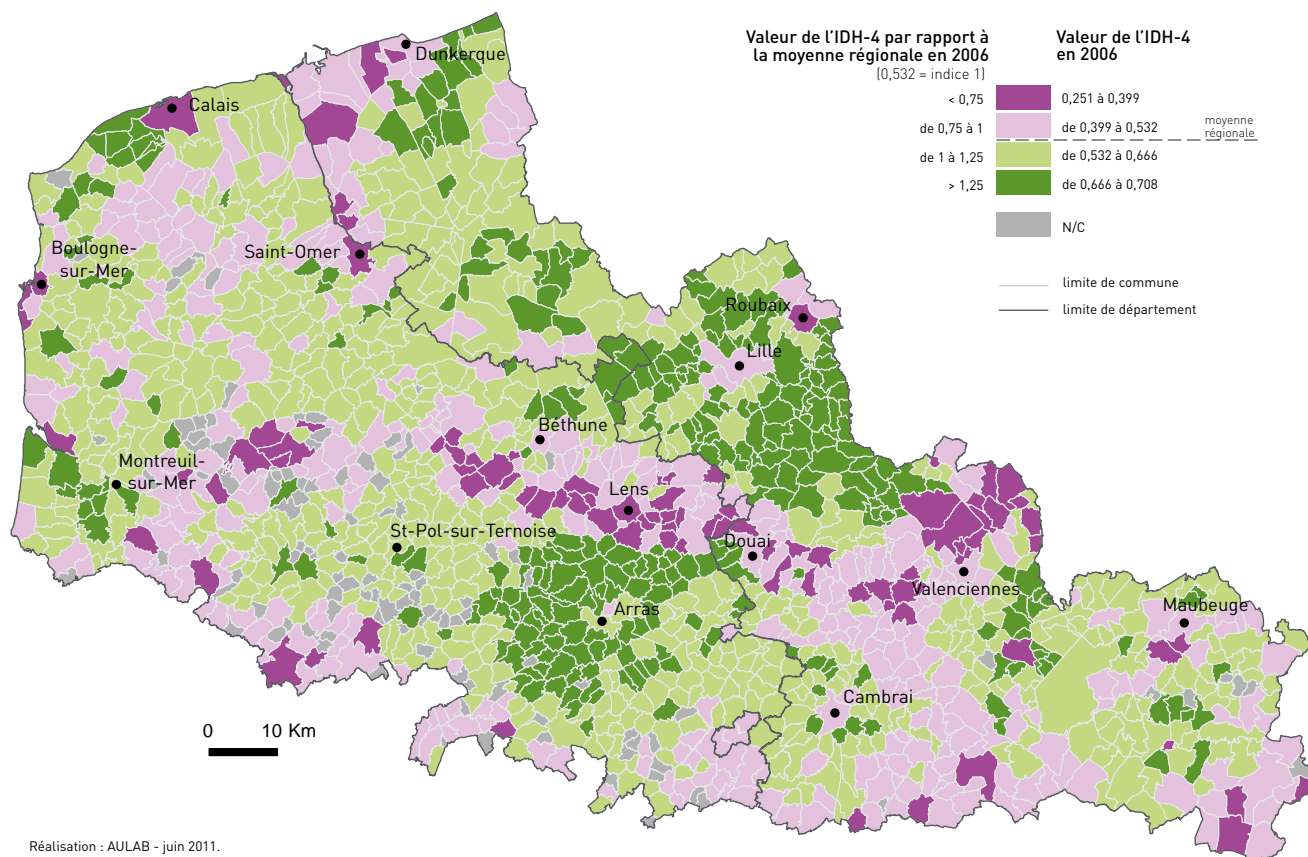 Valeur de l'IDH-4 par rapport à
la moyenne régionale en 2006
(0,532 = indice 1)
Valeur de l'IDH-4
en 2006
< 0,75
0,251 à 0,399
de 0,75 à 1
de 0,399 à 0,532
moyenne
régionale
de 1 à 1,25
de 0,532 à 0,666
> 1,25
de 0,666 à 0,708
N/C
limite de commune
limite de département
Dunkerque
Calais
Boulogne-
sur-Mer
Saint-Omer
Roubaix
Lille
Béthune
Montreuil-
sur-Mer
Lens
St-Pol-sur-Ternoise
Douai
Valenciennes
Arras
Maubeuge
Cambrai
0 10 Km
Réalisation : AULAB - juin 2011.